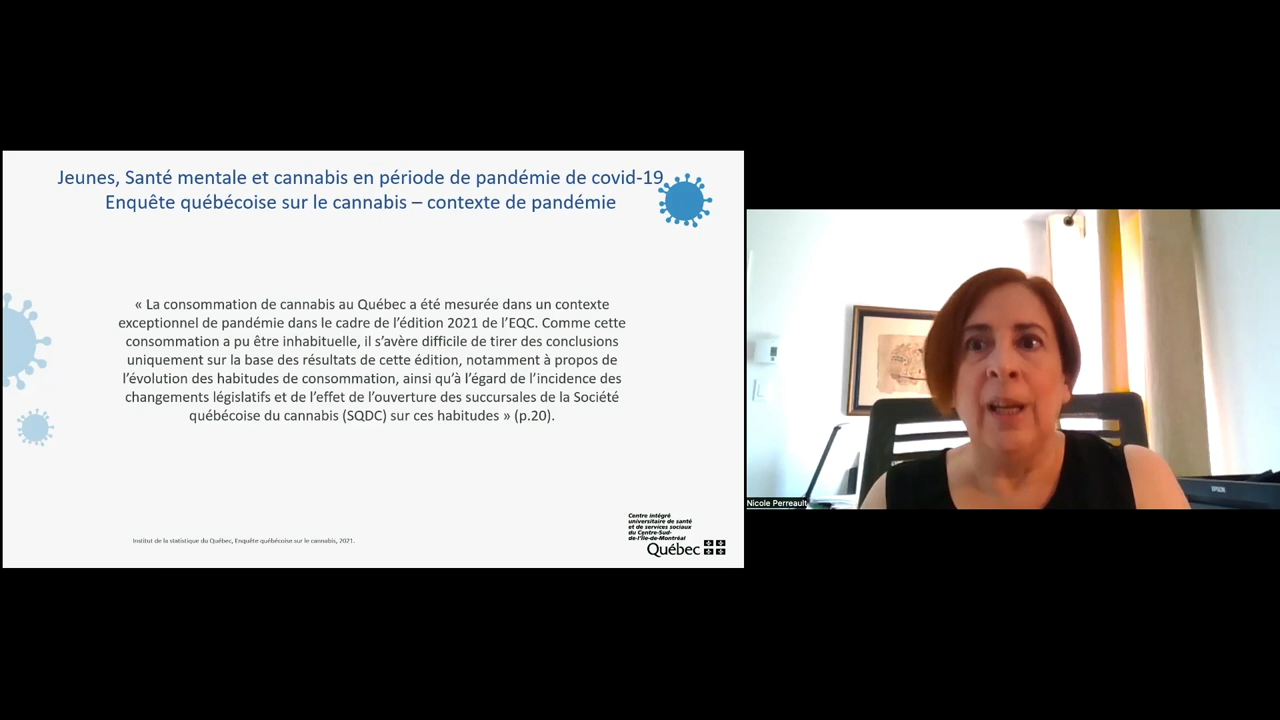 Jeunes, Santé mentale et cannabis en période de pandémie de covid-19
Enquête québécoise sur le cannabis – contexte de pandémie
« La consommation de cannabis au Québec a été mesurée dans un contexte
exceptionnel de pandémie dans le cadre de l’édition 2021 de l’EQC. Comme cette
consommation a pu être inhabituelle, il s’avère difficile de tirer des conclusions
uniquement sur la base des résultats de cette édition, notamment à propos de
l’évolution des habitudes de consommation, ainsi qu’à l’égard de l’incidence des
changements législatifs et de l’effet de l’ouverture des succursales de la Société
québécoise du cannabis (SQDC) sur ces habitudes » (p.20).
Institut de la statistique du Québec, Enquête québécoise sur le cannabis, 2021.
Centre intégré
universitaire de santé
et de services sociaux
du Centre-Sud-
de-l’Île-de-Montréal
Québec
Nicole Perreault
EPSON